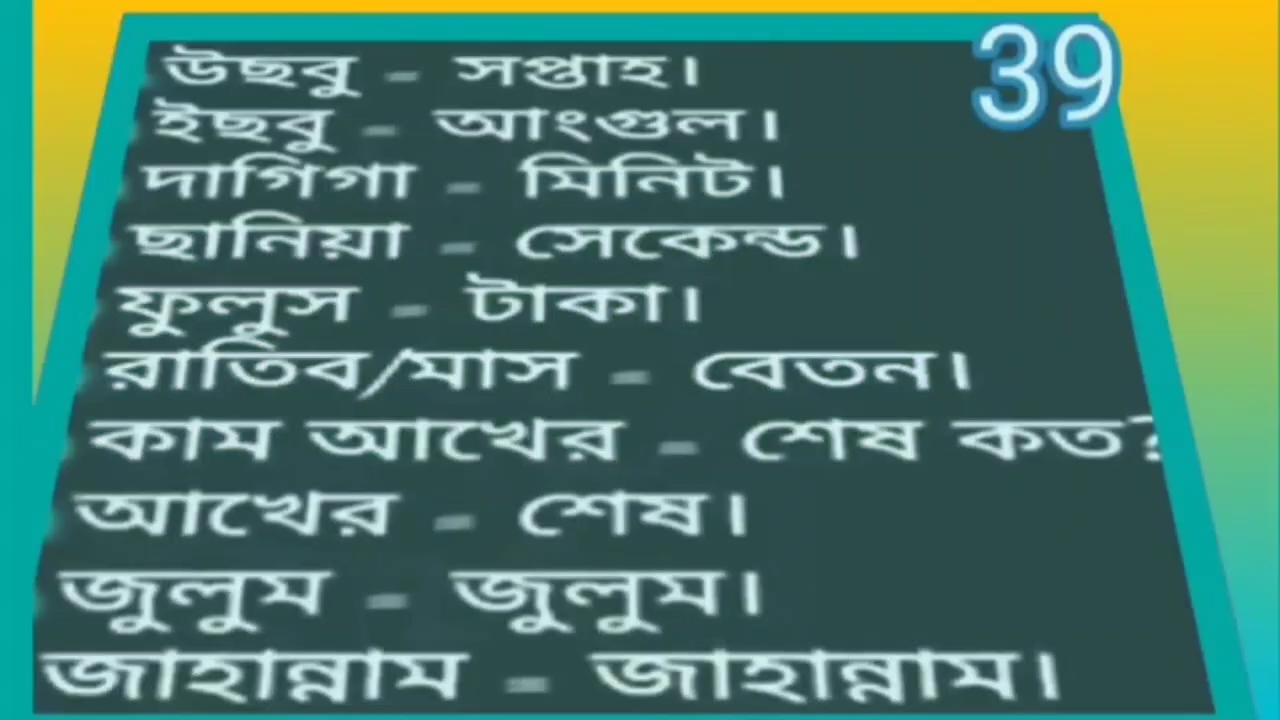 39
উছবু - সপ্তাহ।
ইছবু - আংগুল।
দাগিগা - মিনিট।
ছানিয়া - সেকেন্ড।
ফুলুস - টাকা।
রাতিব/মাস - বেতন।
কাম আখের - শেষ কত?
আখের - শেষ।
জুলুম - জুলুম।
জাহান্নাম - জাহান্নাম।